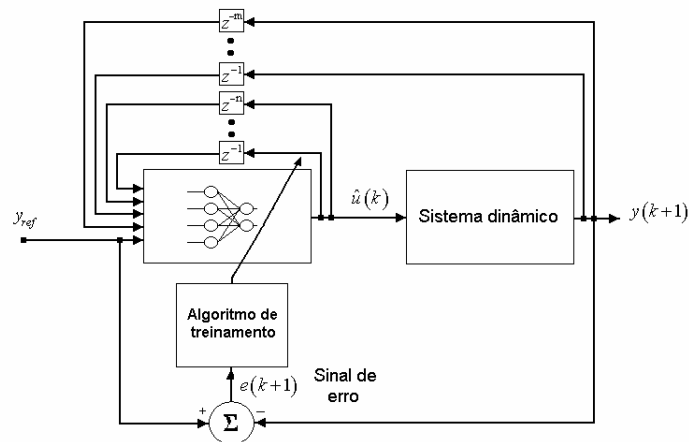 z⁻ᵐ
z⁻¹
z⁻ⁿ
z⁻¹
y_ref
û(k)
Sistema dinâmico
y(k+1)
Algoritmo de
treinamento
e(k+1)
Sinal de
erro
+
Σ
−